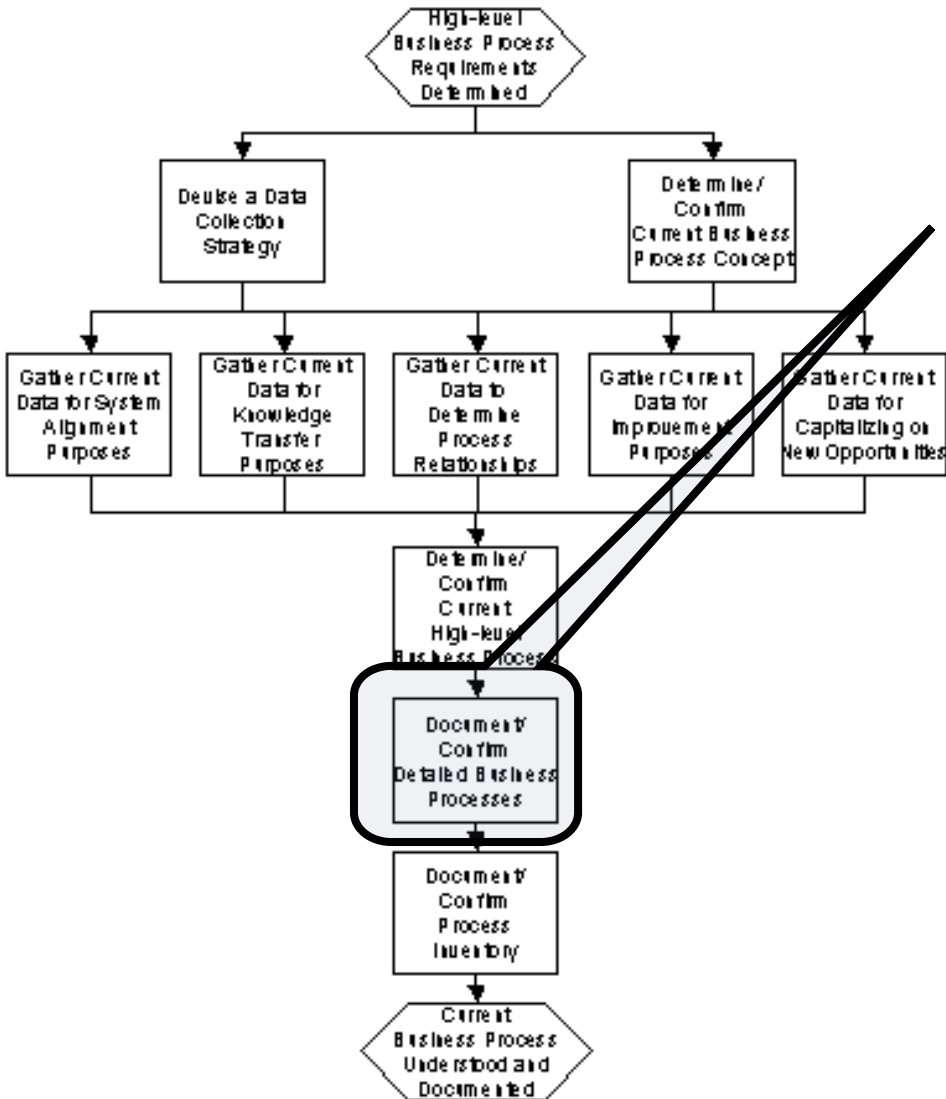 High-level
Business Process
Requirements
Determined
Devise a Data
Collection
Strategy
Determine/
Confirm
Current Business
Process Concept
Gather Current
Data for System
Alignment
Purposes
Gather Current
Data for
Knowledge
Transfer
Purposes
Gather Current
Data to
Determine
Process
Relationships
Gather Current
Data for
Improvement
Purposes
Gather Current
Data for
Capitalizing on
New Opportunities
Determine/
Confirm
Current
High-level
Business Process
Document/
Confirm
Detailed Business
Processes
Document/
Confirm
Process
Inventory
Current
Business Process
Understood and
Documented